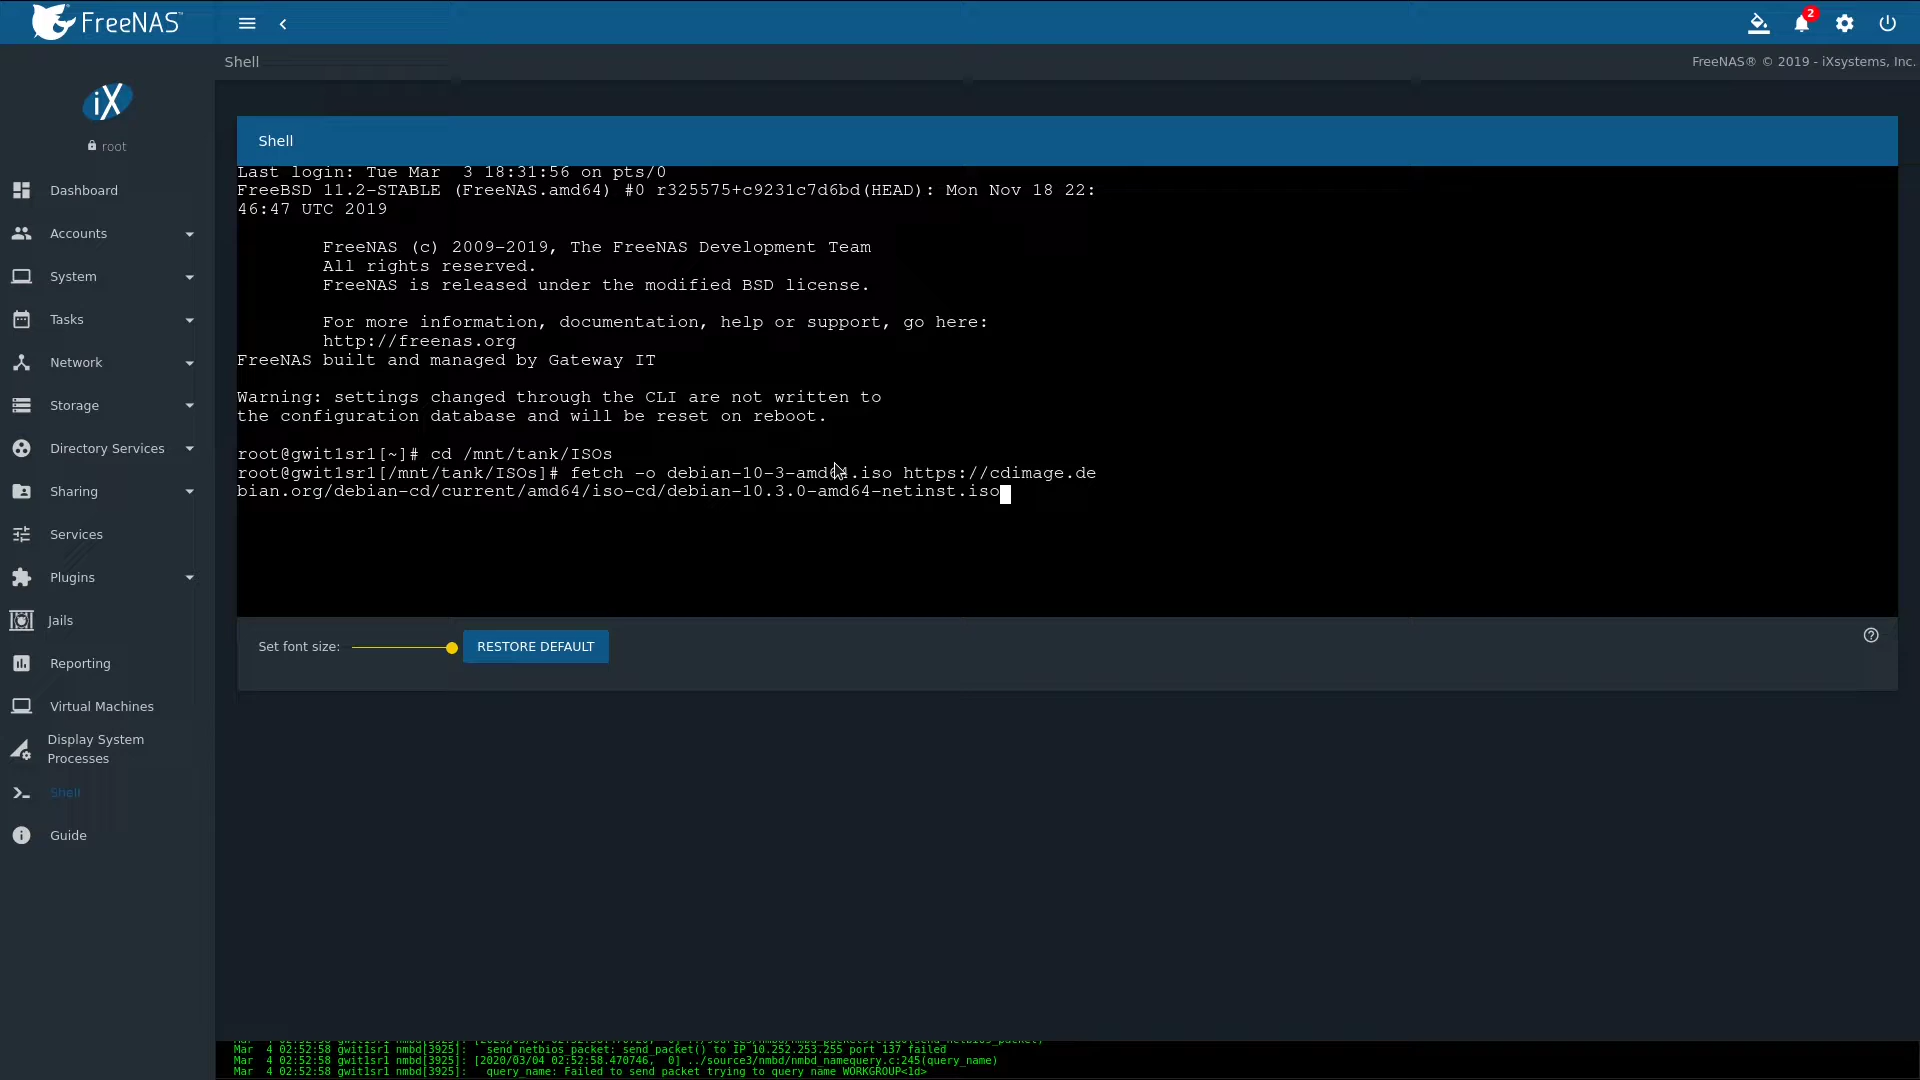 FreeNAS
2
Shell
FreeNAS® © 2019 - iXsystems, Inc.
iX
root
Dashboard
Accounts
System
Tasks
Network
Storage
Directory Services
Sharing
Services
Plugins
Jails
Reporting
Virtual Machines
Display System
Processes
Shell
Guide
Shell
Last login: Tue Mar  3 18:31:56 on pts/0
FreeBSD 11.2-STABLE (FreeNAS.amd64) #0 r325575+c9231c7d6bd(HEAD): Mon Nov 18 22:
46:47 UTC 2019
FreeNAS (c) 2009-2019, The FreeNAS Development Team
All rights reserved.
FreeNAS is released under the modified BSD license.
For more information, documentation, help or support, go here:
http://freenas.org
FreeNAS built and managed by Gateway IT
Warning: settings changed through the CLI are not written to
the configuration database and will be reset on reboot.
root@gwit1sr1[~]# cd /mnt/tank/ISOs
root@gwit1sr1[/mnt/tank/ISOs]# fetch -o debian-10-3-amd64.iso https://cdimage.de
bian.org/debian-cd/current/amd64/iso-cd/debian-10.3.0-amd64-netinst.iso
Set font size:
RESTORE DEFAULT
Mar  4 02:52:58 gwit1sr1 nmbd[3925]:   send_netbios_packet: send_packet() to IP 10.252.253.255 port 137 failed
Mar  4 02:52:58 gwit1sr1 nmbd[3925]: [2020/03/04 02:52:58.470746,  0] ../source3/nmbd/nmbd_namequery.c:245(query_name)
Mar  4 02:52:58 gwit1sr1 nmbd[3925]:   query_name: Failed to send packet trying to query name WORKGROUP<1d>